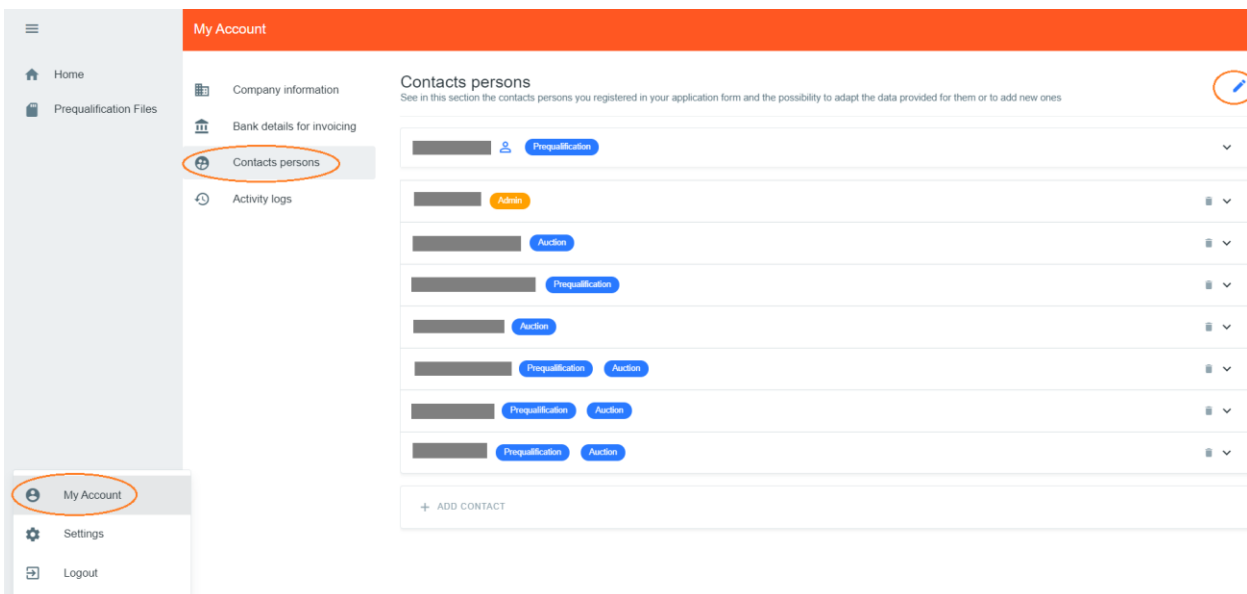 My Account
Home
Prequalification Files
Company information
Bank details for invoicing
Contacts persons
Activity logs
Contacts persons
See in this section the contacts persons you registered in your application form and the possibility to adapt the data provided for them or to add new ones
Prequalification
Admin
Auction
Prequalification
Auction
Prequalification Auction
Prequalification Auction
Prequalification Auction
+ ADD CONTACT
My Account
Settings
Logout